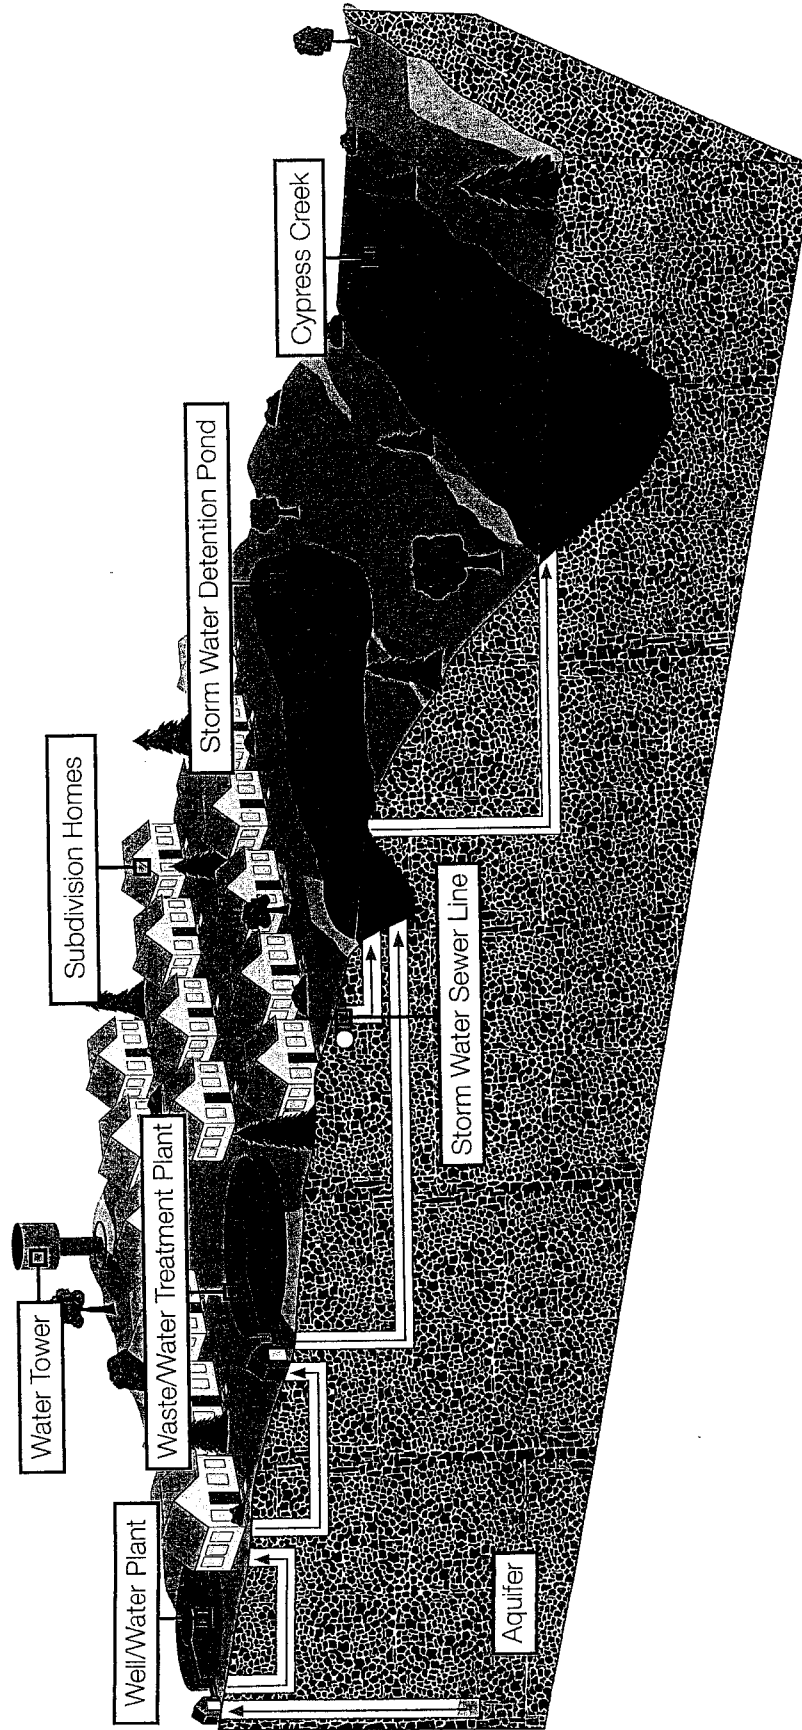 Well/Water Plant
Water Tower
Waste/Water Treatment Plant
Subdivision Homes
Storm Water Detention Pond
Cypress Creek
Storm Water Sewer Line
Aquifer